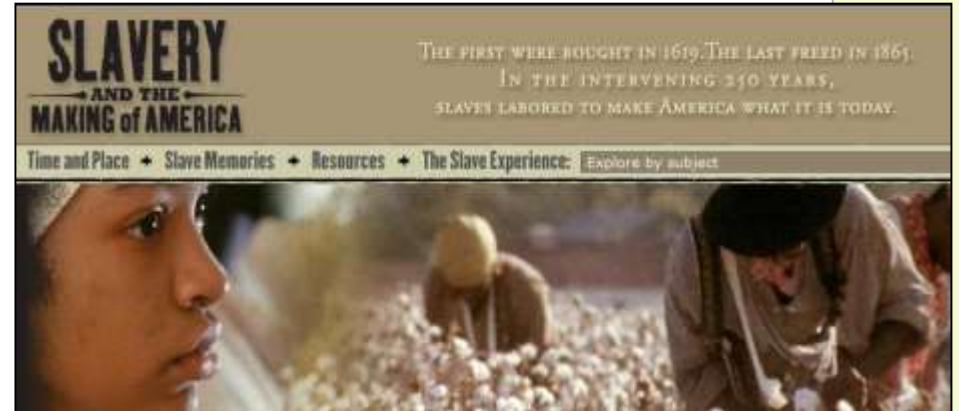 SLAVERY
AND THE
MAKING of AMERICA
THE FIRST WERE BOUGHT IN 1619. THE LAST FREED IN 1865.
IN THE INTERVENING 250 YEARS,
SLAVES LABORED TO MAKE AMERICA WHAT IT IS TODAY.
Time and Place ✦ Slave Memories ✦ Resources ✦ The Slave Experience: Explore by subject